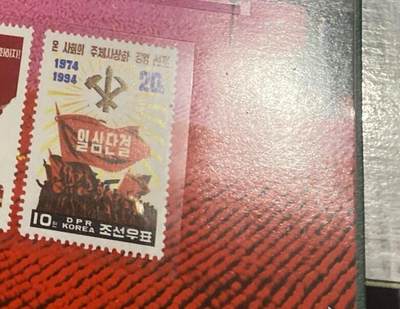 온 사회의 주체사상화 강령 선포
1974
1994
20
일심단결
10전
DPR
KOREA
조선우표